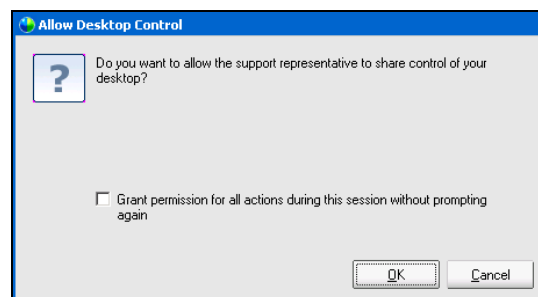 Allow Desktop Control
Do you want to allow the support representative to share control of your
desktop?
Grant permission for all actions during this session without prompting
again
OK Cancel